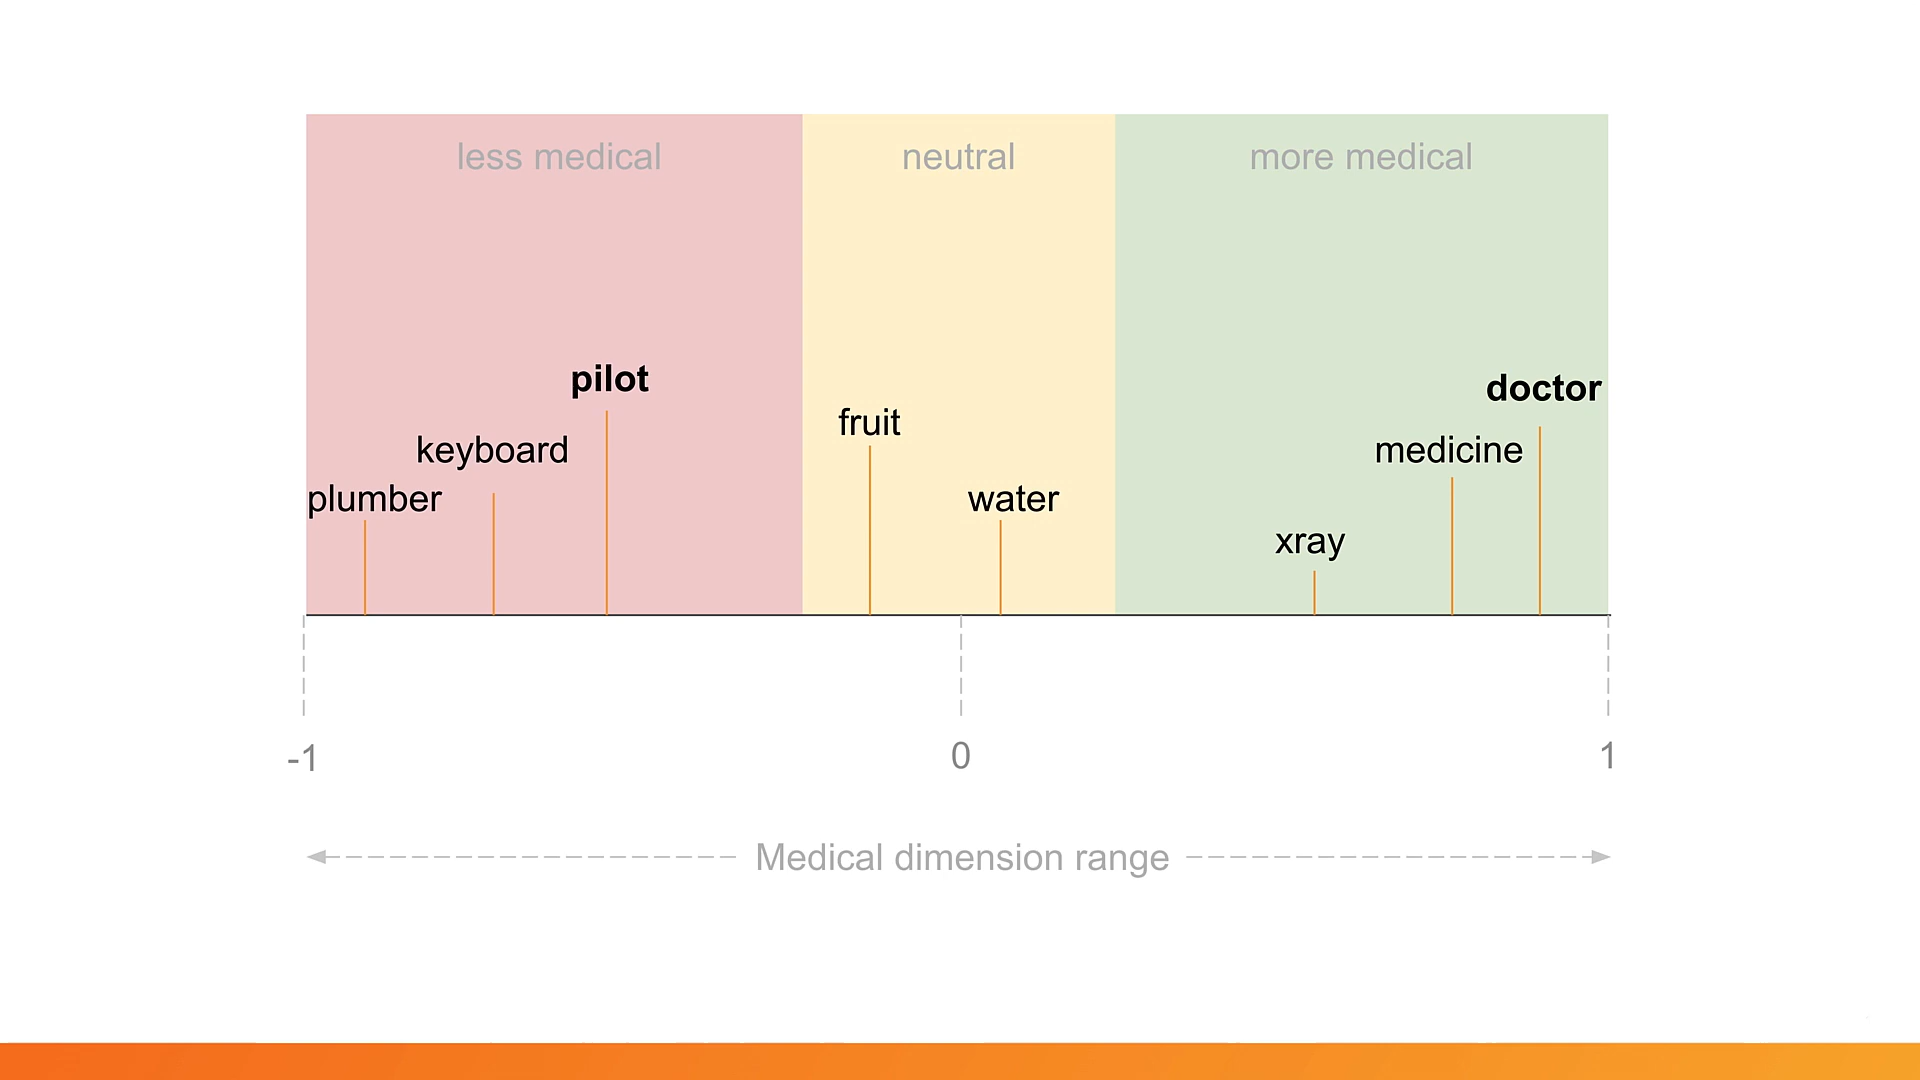 less medical
neutral
more medical
pilot
doctor
fruit
keyboard
medicine
plumber
water
xray
-1
0
1
Medical dimension range